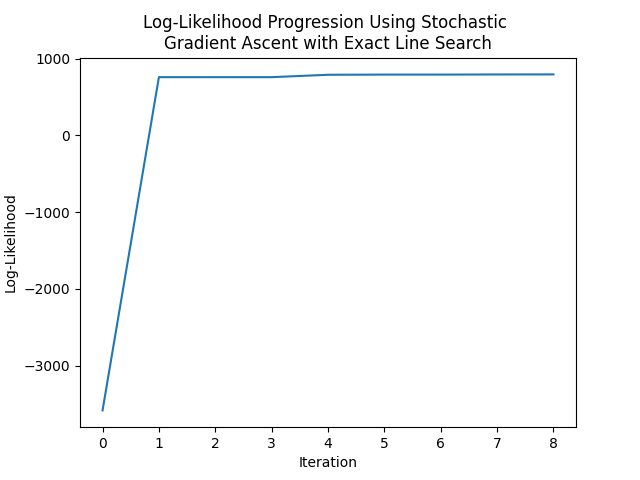 Log-Likelihood Progression Using Stochastic
Gradient Ascent with Exact Line Search
1000
0
−1000
−2000
−3000
Log-Likelihood
0 1 2 3 4 5 6 7 8
Iteration